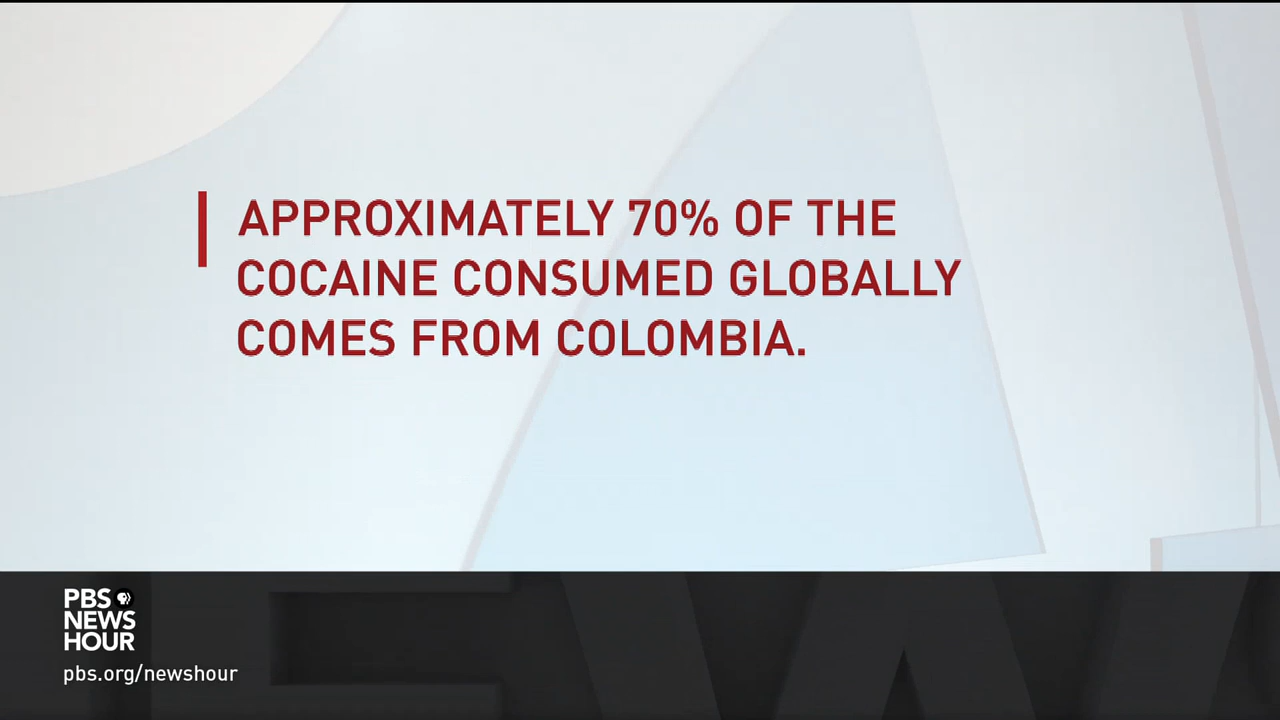 APPROXIMATELY 70% OF THE
COCAINE CONSUMED GLOBALLY
COMES FROM COLOMBIA.
PBS
NEWS
HOUR
pbs.org/newshour